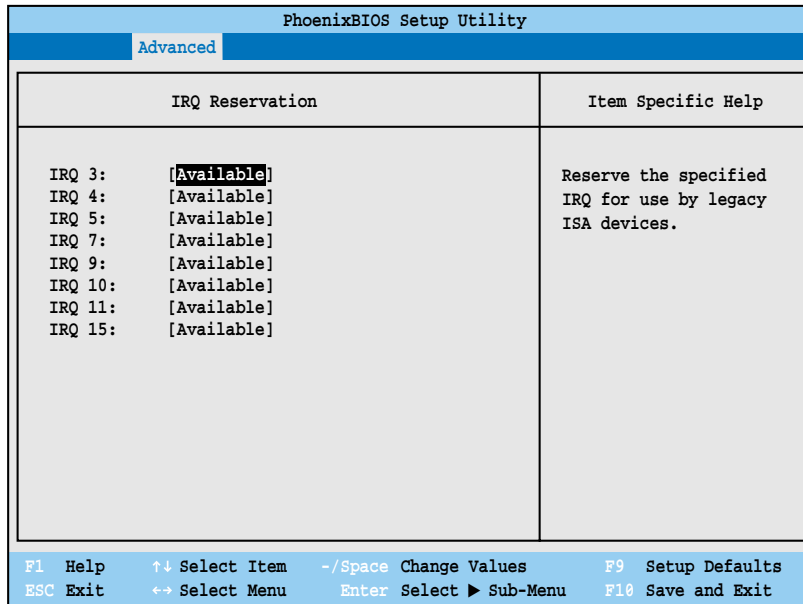 PhoenixBIOS Setup Utility
Advanced
IRQ Reservation
Item Specific Help
IRQ 3: [Available]
IRQ 4: [Available]
IRQ 5: [Available]
IRQ 7: [Available]
IRQ 9: [Available]
IRQ 10: [Available]
IRQ 11: [Available]
IRQ 15: [Available]
Reserve the specified
IRQ for use by legacy
ISA devices.
F1 Help ↑↓ Select Item -/Space Change Values F9 Setup Defaults
ESC Exit ←→ Select Menu Enter Select ▶ Sub-Menu F10 Save and Exit